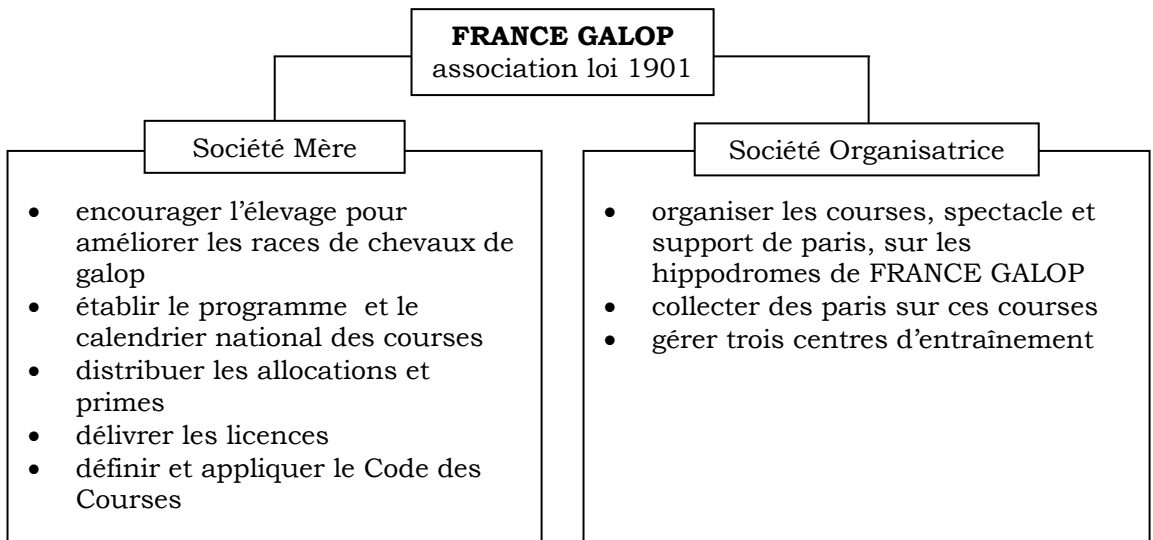 FRANCE GALOP
association loi 1901
Société Mère
• encourager l’élevage pour
améliorer les races de chevaux de
galop
• établir le programme et le
calendrier national des courses
• distribuer les allocations et
primes
• délivrer les licences
• définir et appliquer le Code des
Courses
Société Organisatrice
• organiser les courses, spectacle et
support de paris, sur les
hippodromes de FRANCE GALOP
• collecter des paris sur ces courses
• gérer trois centres d’entraînement